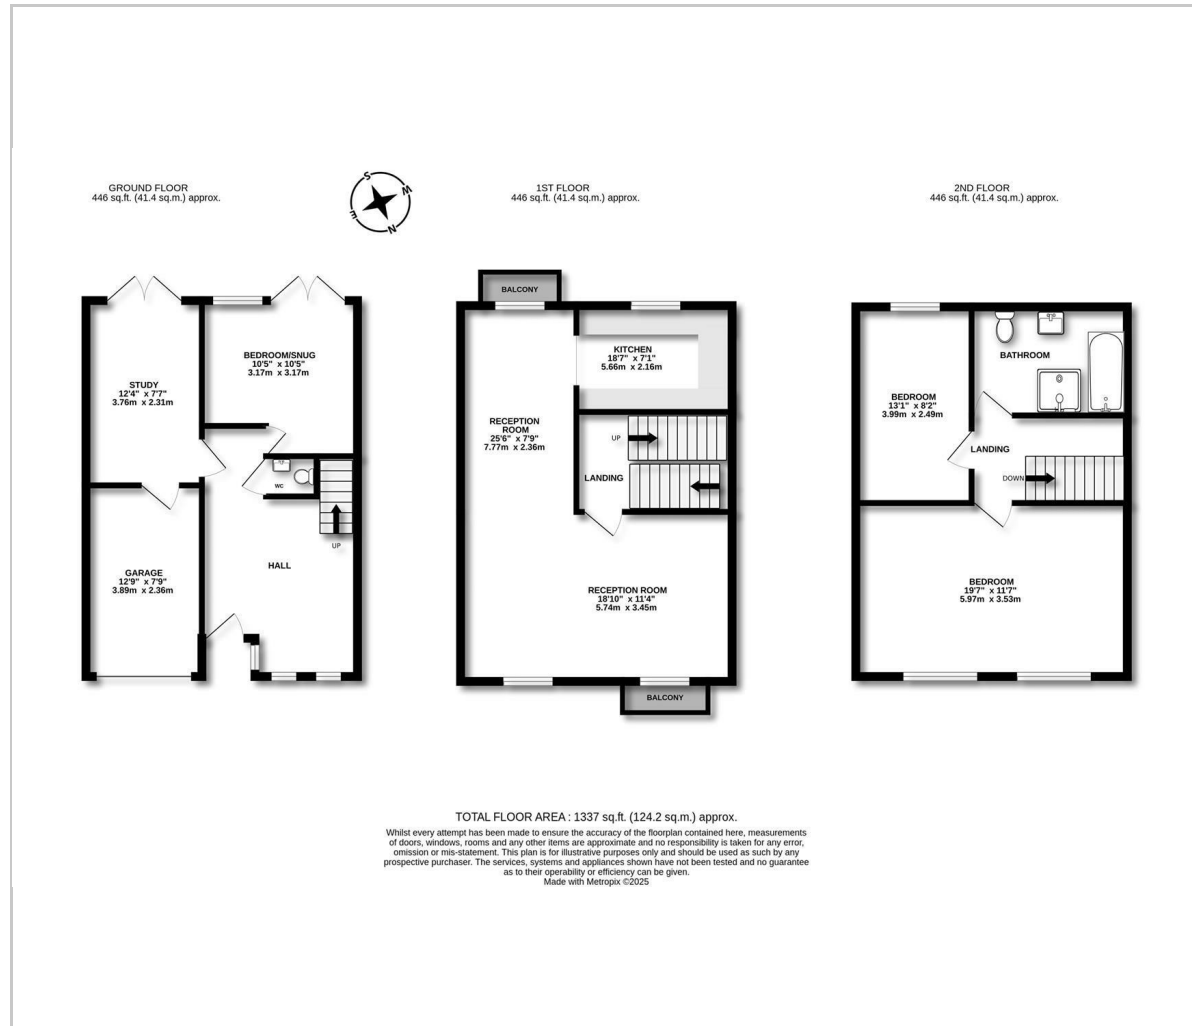 GROUND FLOOR
446 sq.ft. (41.4 sq.m.) approx.
S
W
E
N
STUDY
12'4" x 7'7"
3.76m x 2.31m
BEDROOM/SNUG
10'5" x 10'5"
3.17m x 3.17m
WC
UP
HALL
GARAGE
12'9" x 7'9"
3.89m x 2.36m
1ST FLOOR
446 sq.ft. (41.4 sq.m.) approx.
BALCONY
KITCHEN
18'7" x 7'1"
5.66m x 2.16m
RECEPTION
ROOM
25'6" x 7'9"
7.77m x 2.36m
UP
LANDING
RECEPTION ROOM
18'10" x 11'4"
5.74m x 3.45m
BALCONY
2ND FLOOR
446 sq.ft. (41.4 sq.m.) approx.
BATHROOM
BEDROOM
13'1" x 8'2"
3.99m x 2.49m
LANDING
DOWN
BEDROOM
19'7" x 11'7"
5.97m x 3.53m
TOTAL FLOOR AREA : 1337 sq.ft. (124.2 sq.m.) approx.
Whilst every attempt has been made to ensure the accuracy of the floorplan contained here, measurements
of doors, windows, rooms and any other items are approximate and no responsibility is taken for any error,
omission or mis-statement. This plan is for illustrative purposes only and should be used as such by any
prospective purchaser. The services, systems and appliances shown have not been tested and no guarantee
as to their operability or efficiency can be given.
Made with Metropix ©2025